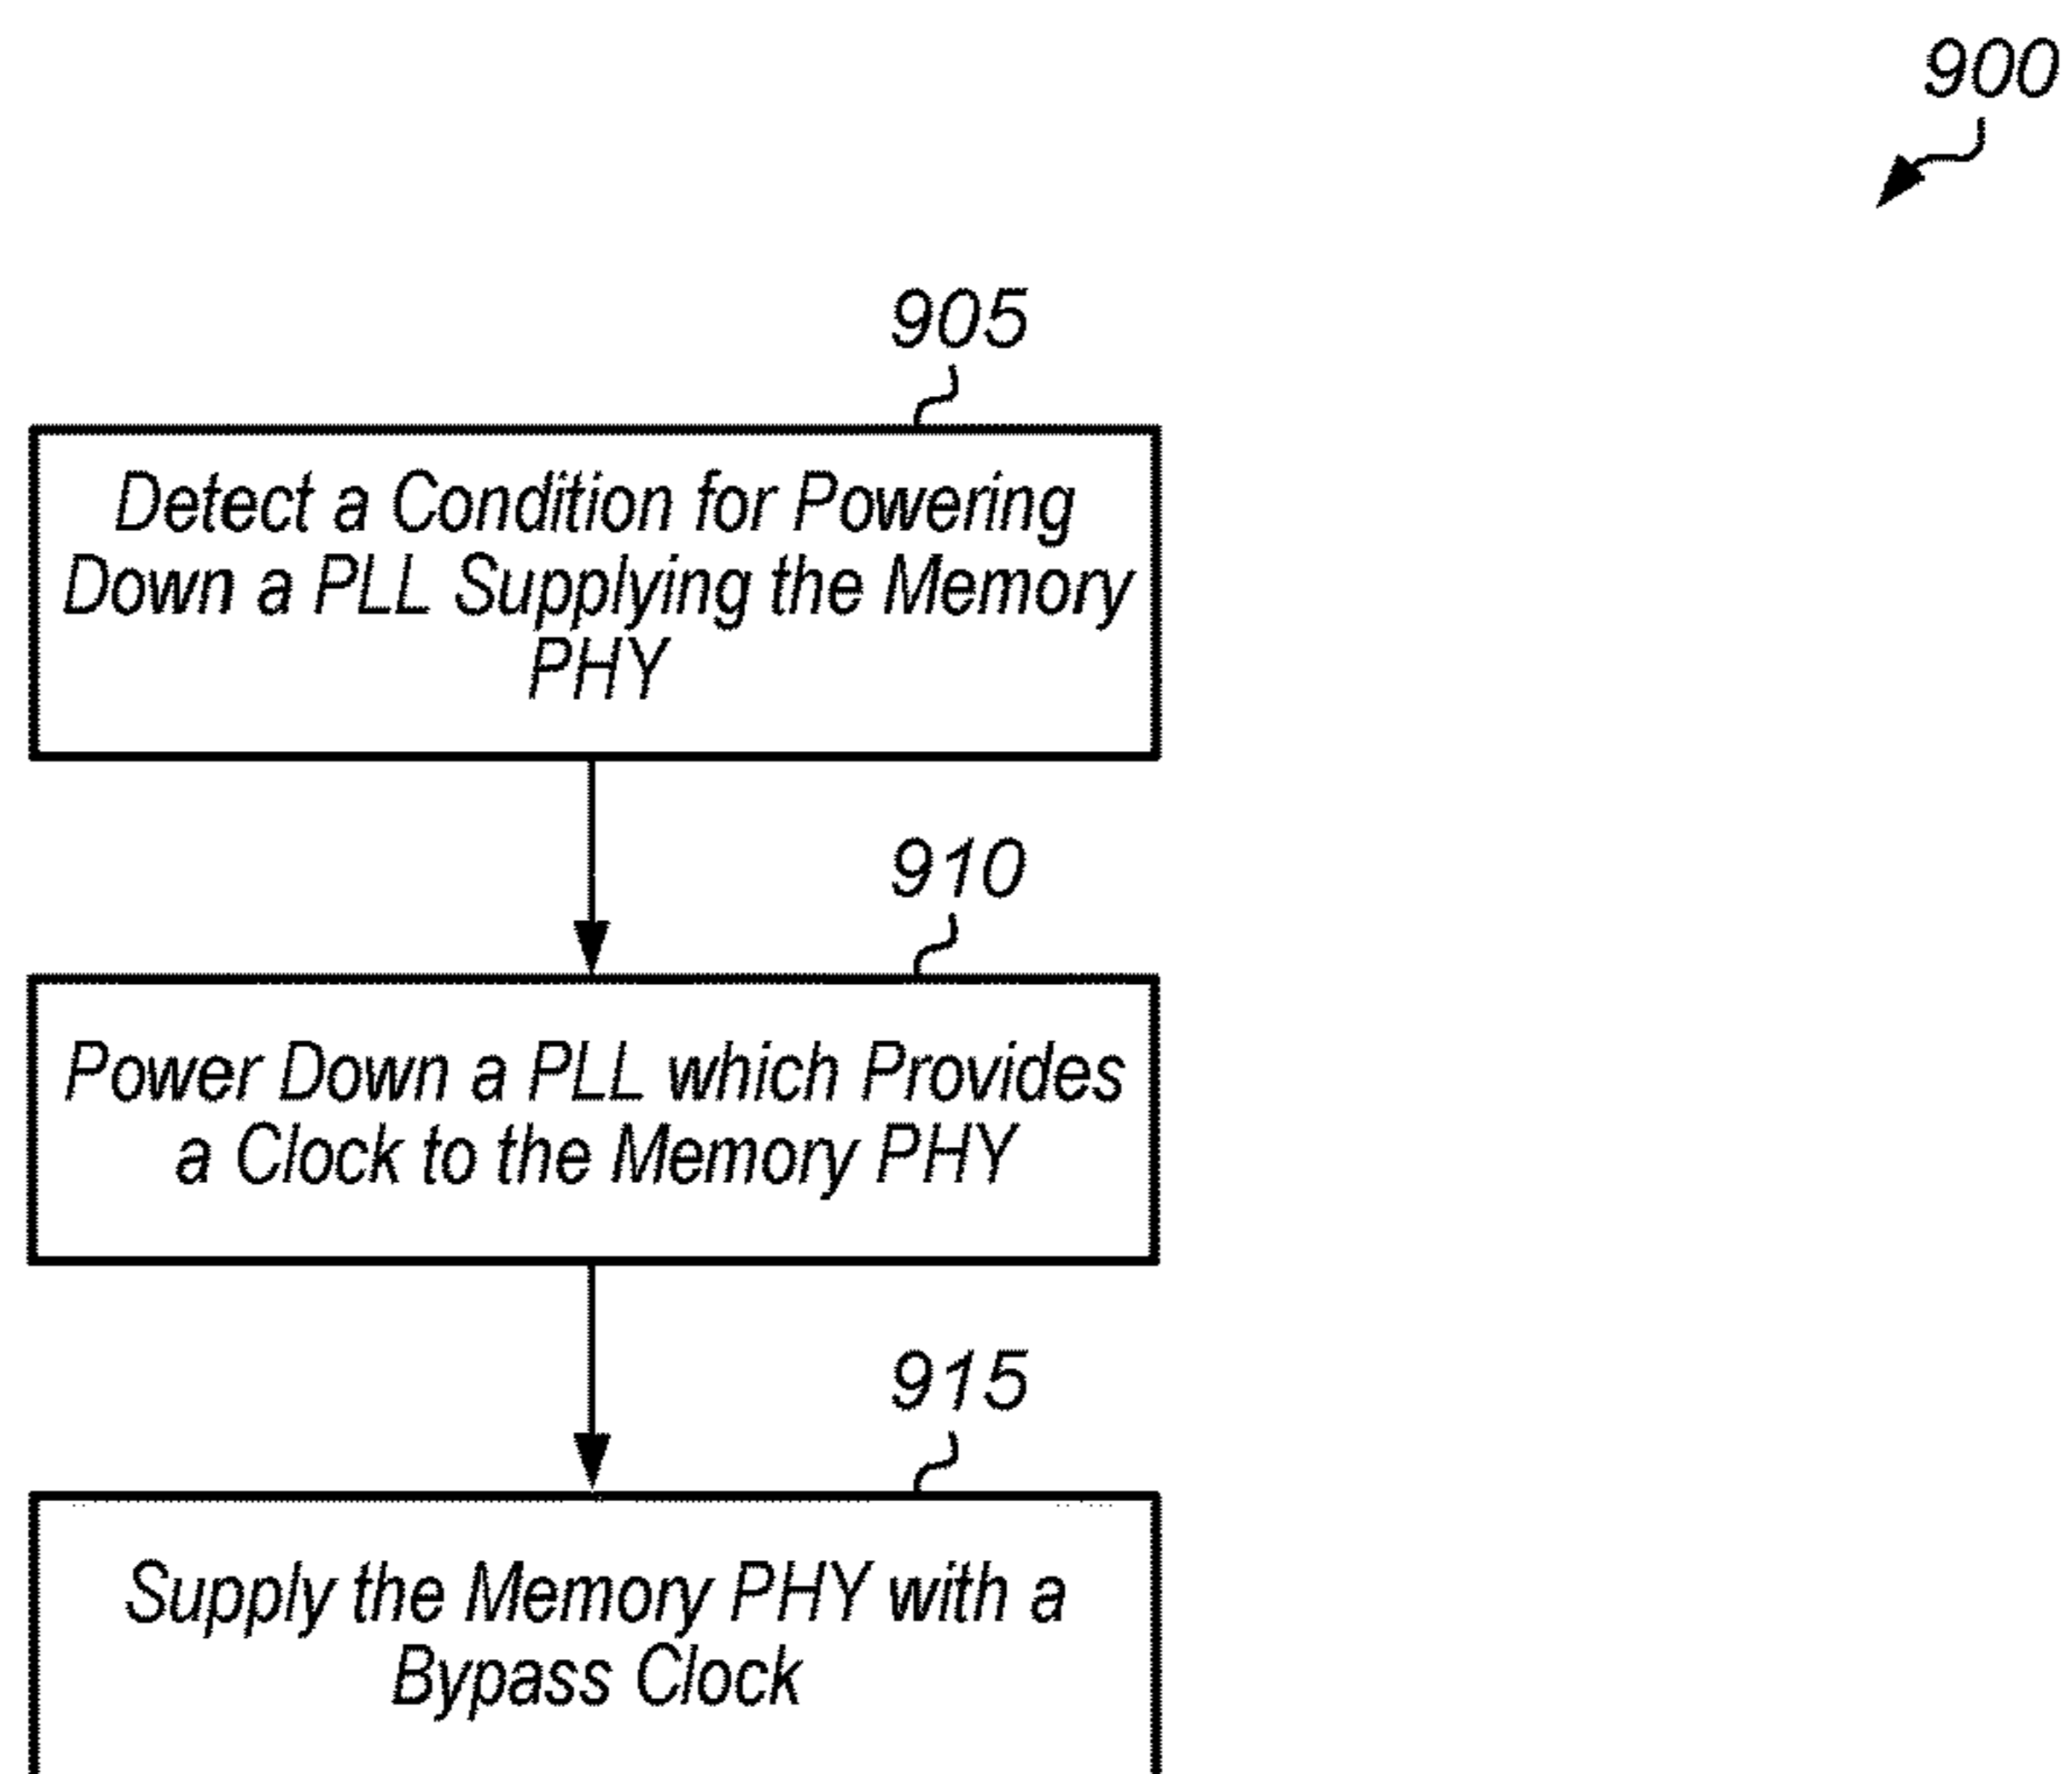 900
905
Detect a Condition for Powering
Down a PLL Supplying the Memory
PHY
910
Power Down a PLL which Provides
a Clock to the Memory PHY
915
Supply the Memory PHY with a
Bypass Clock